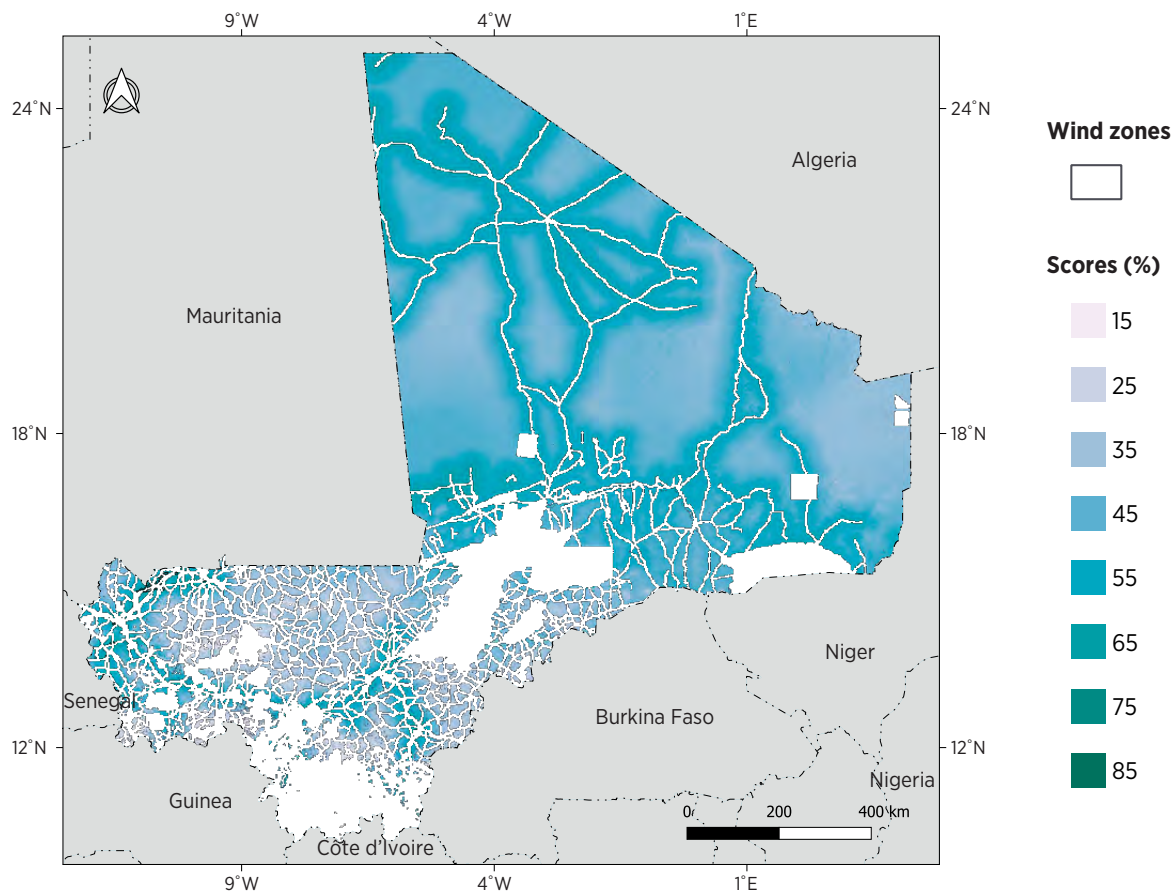 9°W 4°W 1°E
24°N 24°N
Wind zones
Algeria
Scores (%)
Mauritania
15
25
18°N 18°N
35
45
55
65
Niger
Senegal
75
Burkina Faso
12°N 12°N
85
Nigeria
Guinea
0 200 400 km
Côte d'Ivoire
9°W 4°W 1°E